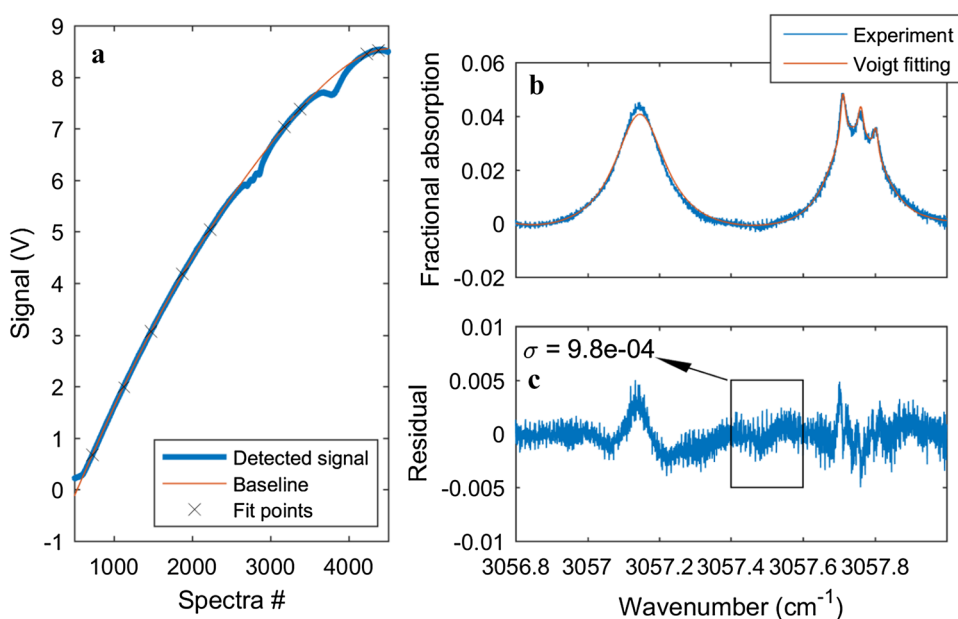 a
9
8
7
6
5
4
3
2
1
0
-1
Signal (V)
1000 2000 3000 4000
Spectra #
Detected signal
Baseline
Fit points
Experiment
Voigt fitting
b
0.06
0.04
0.02
0
-0.02
Fractional absorption
0.01
0.005
0
-0.005
-0.01
Residual
σ = 9.8e-04
c
3056.8 3057 3057.2 3057.4 3057.6 3057.8
Wavenumber (cm⁻¹)